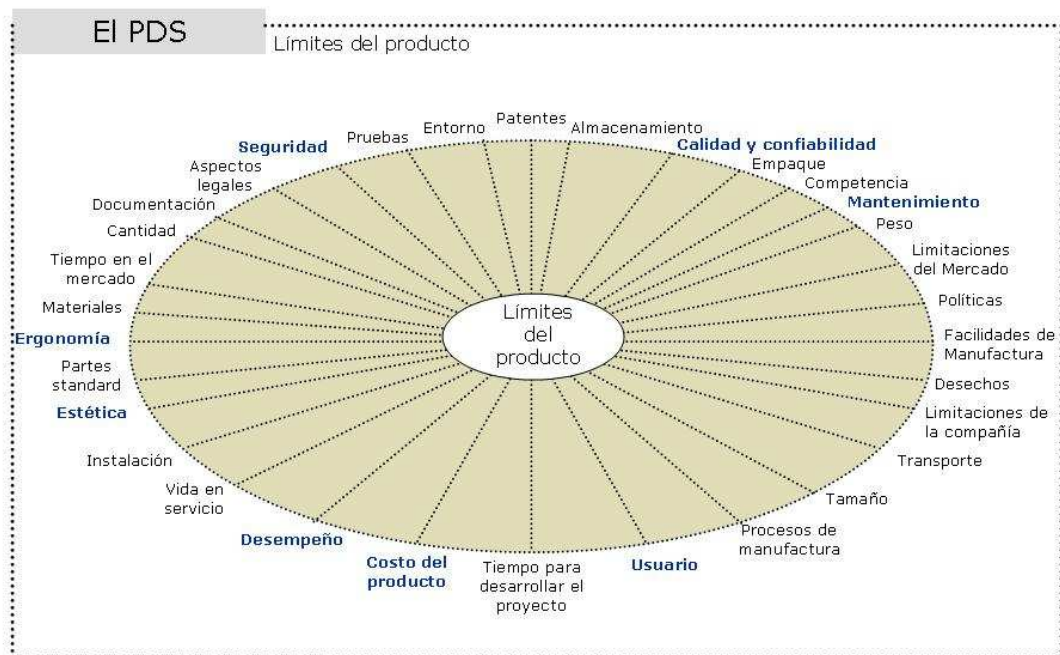 El PDS
Límites del producto
Patentes
Entorno
Almacenamiento
Pruebas
Seguridad
Calidad y confiabilidad
Aspectos
legales
Empaque
Documentación
Competencia
Mantenimiento
Cantidad
Peso
Tiempo en el
mercado
Limitaciones
del Mercado
Materiales
Políticas
Límites
del
producto
Ergonomía
Facilidades de
Manufactura
Partes
standard
Desechos
Estética
Limitaciones de
la compañía
Instalación
Transporte
Vida en
servicio
Tamaño
Desempeño
Procesos de
manufactura
Costo del
producto
Tiempo para
desarrollar el
proyecto
Usuario